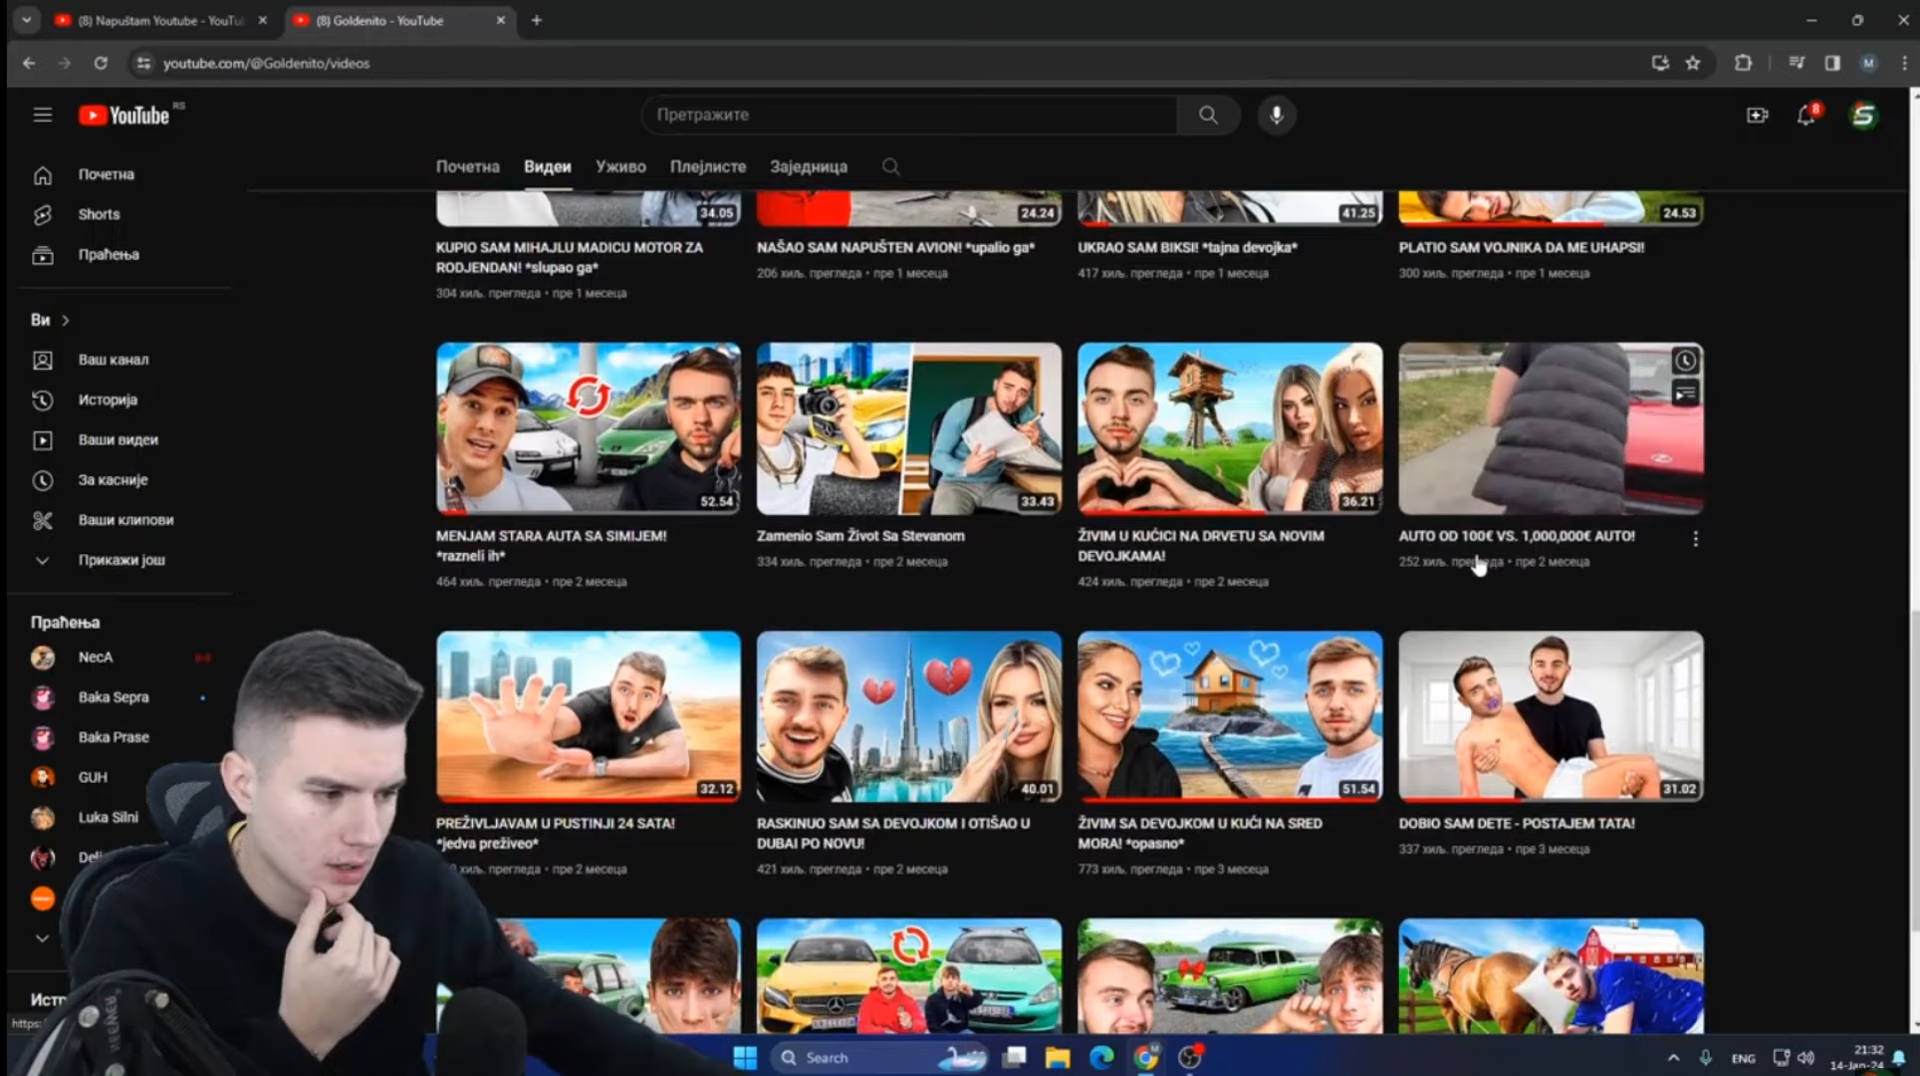 (8) Napuštam Youtube - YouTu
(8) Goldenito - YouTube
youtube.com/@Goldenito/videos
M
YouTube RS
Претражите
8
Почетна
Shorts
Праћења
Ви
Ваш канал
Историја
Ваши видеи
За касније
Ваши клипови
Прикажи још
Праћења
NecA
Baka Sepra
Baka Prase
GUH
Luka Silni
Почетна Видеи Уживо Плејлисте Заједница
34.05
24.24
41.25
24.53
KUPIO SAM MIHAJLU MADICU MOTOR ZA
RODJENDAN! *slupao ga*
304 хиљ. прегледа • пре 1 месеца
NAŠAO SAM NAPUŠTEN AVION! *upalio ga*
206 хиљ. прегледа • пре 1 месеца
UKRAO SAM BIKSI! *tajna devojka*
417 хиљ. прегледа • пре 1 месеца
PLATIO SAM VOJNIKA DA ME UHAPSI!
300 хиљ. прегледа • пре 1 месеца
52.54
33.43
36.21
MENJAM STARA AUTA SA SIMIJEM!
*razneli ih*
464 хиљ. прегледа • пре 2 месеца
Zamenio Sam Život Sa Stevanom
334 хиљ. прегледа • пре 2 месеца
ŽIVIM U KUĆICI NA DRVETU SA NOVIM
DEVOJKAMA!
424 хиљ. прегледа • пре 2 месеца
AUTO OD 100€ VS. 1,000,000€ AUTO!
252 хиљ. прегледа • пре 2 месеца
32.12
40.01
51.54
31.02
PREŽIVLJAVAM U PUSTINJI 24 SATA!
*jedva preživeo*
хиљ. прегледа • пре 2 месеца
RASKINUO SAM SA DEVOJKOM I OTIŠAO U
DUBAI PO NOVU!
421 хиљ. прегледа • пре 2 месеца
ŽIVIM SA DEVOJKOM U KUĆI NA SRED
MORA! *opasno*
773 хиљ. прегледа • пре 3 месеца
DOBIO SAM DETE - POSTAJEM TATA!
337 хиљ. прегледа • пре 3 месеца
Ист
https:
NEEWER
Search
ENG
21:32
14-Jan-24